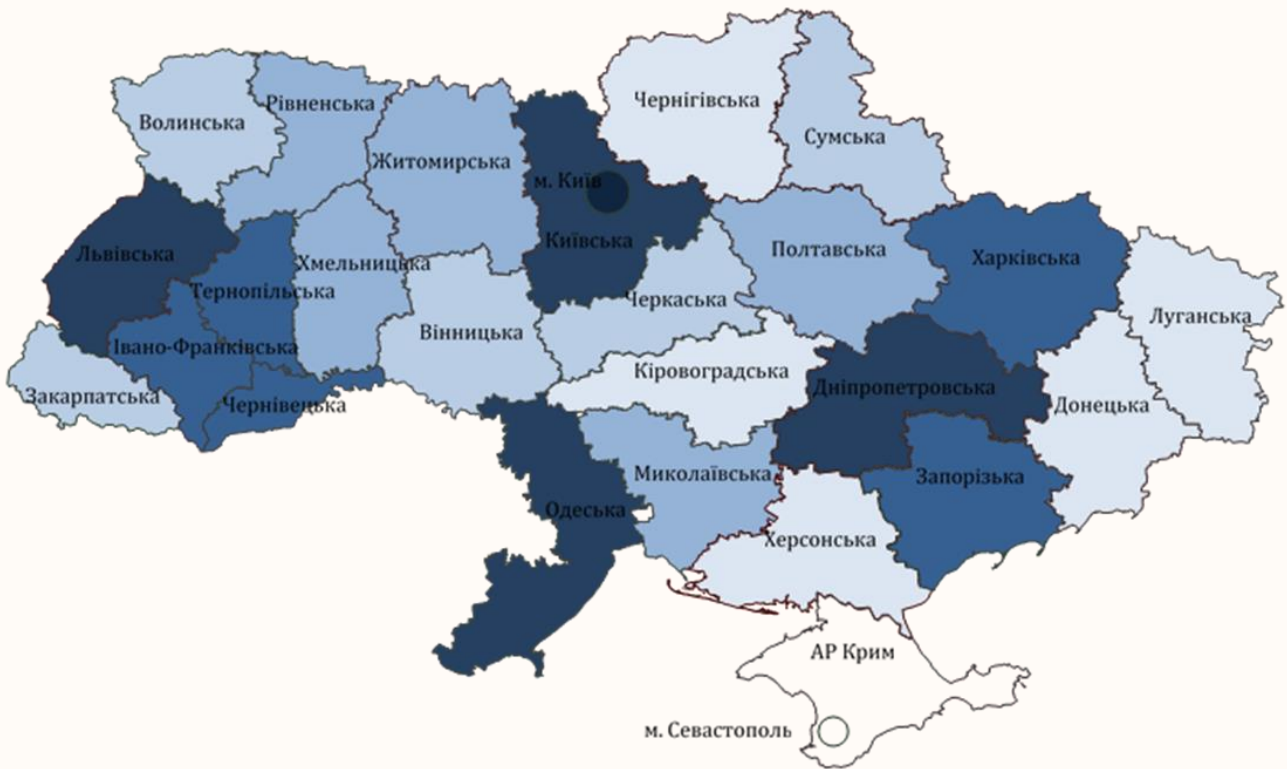 Чернігівська
Рівненська
Волинська
Сумська
Житомирська
м. Київ
Київська
Полтавська
Львівська
Харківська
Хмельницька
Тернопільська
Черкаська
Луганська
Вінницька
Івано-Франківська
Кіровоградська
Дніпропетровська
Закарпатська
Чернівецька
Донецька
Миколаївська
Запорізька
Одеська
Херсонська
АР Крим
м. Севастополь